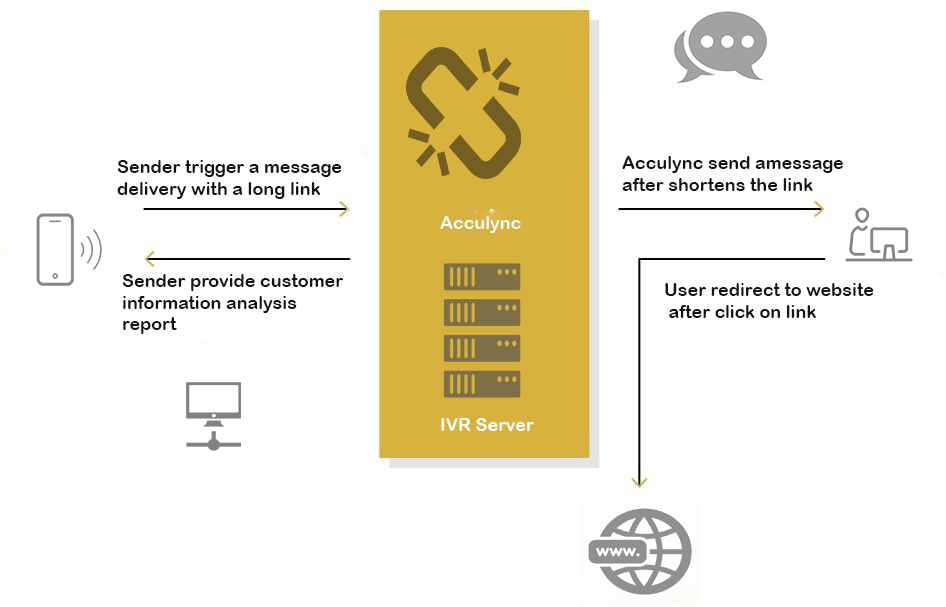 Sender trigger a message
delivery with a long link
Sender provide customer
information analysis
report
Acculync
IVR Server
Acculync send amessage
after shortens the link
User redirect to website
after click on link
www.